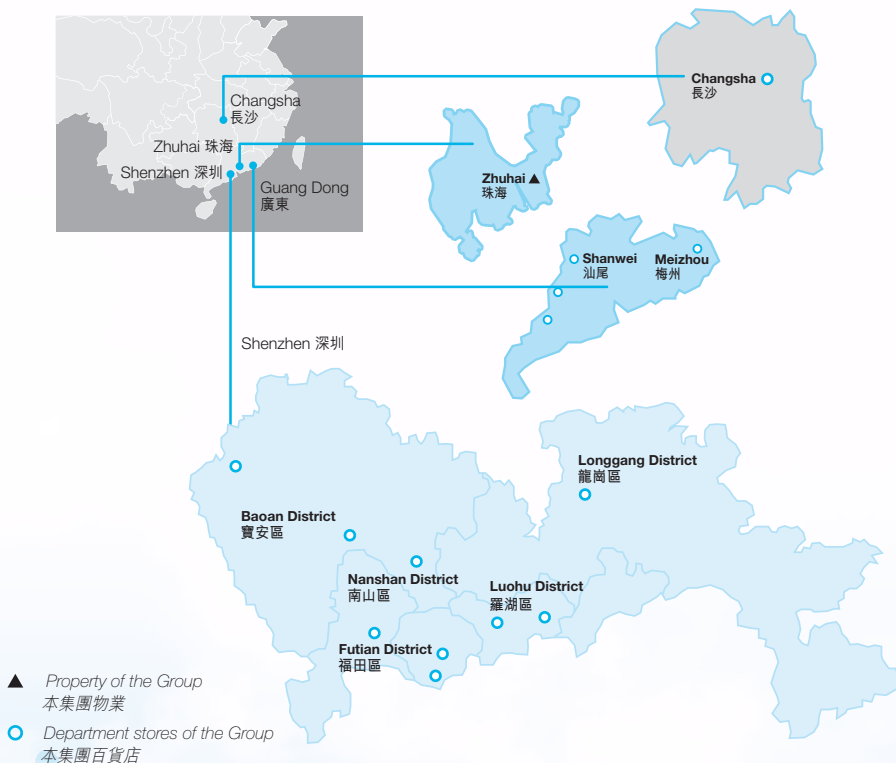 Changsha
長沙
Zhuhai 珠海
Shenzhen 深圳
Guang Dong
廣東
Changsha
長沙
Zhuhai
珠海
Shanwei
汕尾
Meizhou
梅州
Shenzhen 深圳
Longgang District
龍崗區
Baoan District
寶安區
Nanshan District
南山區
Luohu District
羅湖區
Futian District
福田區
Property of the Group
本集團物業
Department stores of the Group
本集團百貨店